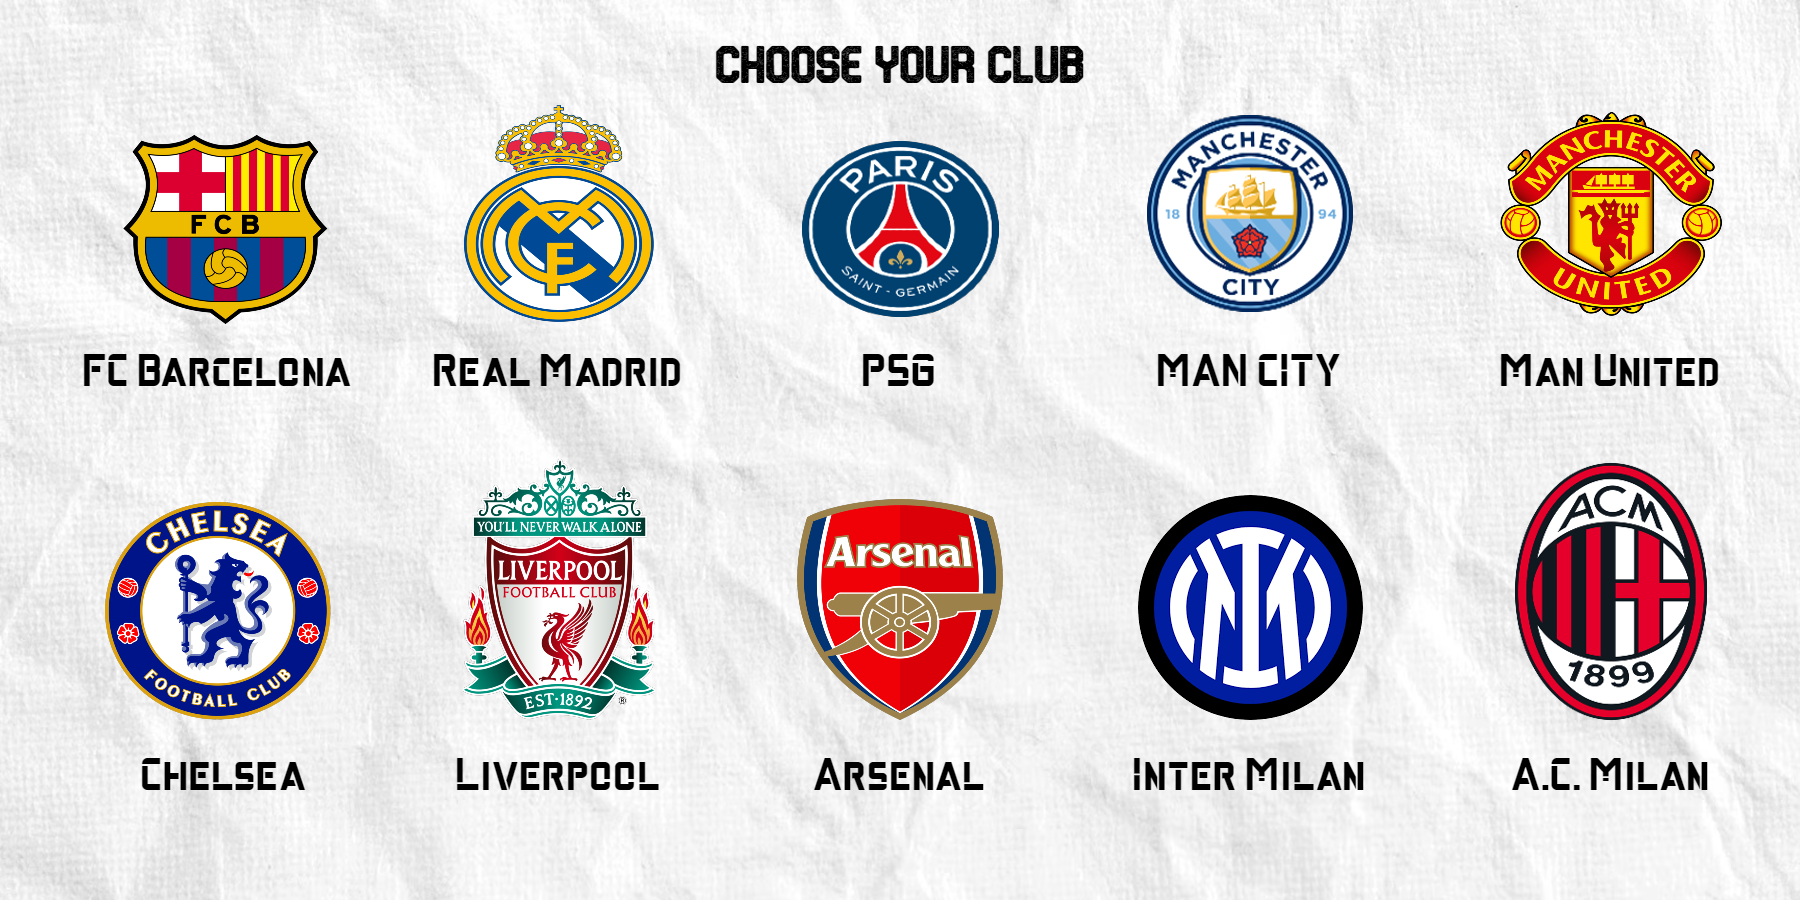 CHOOSE YOUR CLUB
FCB
PARIS
SAINT - GERMAIN
MANCHESTER
18 94
CITY
MANCHESTER
UNITED
FC BARCELONA
REAL MADRID
PSG
MAN CITY
MAN UNITED
CHELSEA
FOOTBALL CLUB
YOU'LL NEVER WALK ALONE
LIVERPOOL
FOOTBALL CLUB
EST·1892
®
Arsenal
ACM
1899
CHELSEA
LIVERPOOL
ARSENAL
INTER MILAN
A.C. MILAN